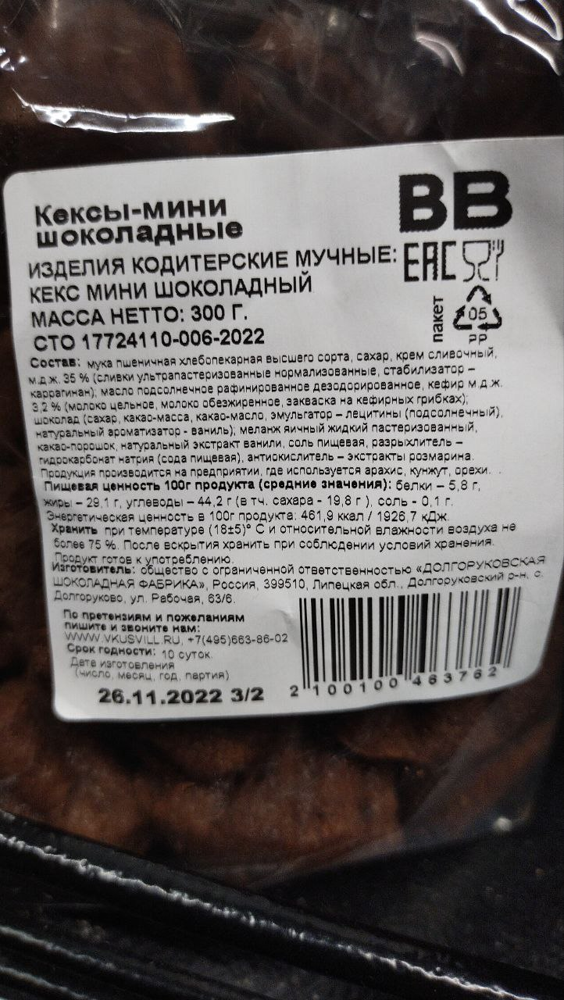 Кексы-мини
шоколадные
ВВ
ИЗДЕЛИЯ КОДИТЕРСКИЕ МУЧНЫЕ:
КЕКС МИНИ ШОКОЛАДНЫЙ
МАССА НЕТТО: 300 Г.
СТО 17724110-006-2022
EAC
пакет
05
PP
Состав: мука пшеничная хлебопекарная высшего сорта, сахар, крем сливочный,
м.д.ж. 35 % (сливки ультрапастеризованные нормализованные, стабилизатор –
каррагинан); масло подсолнечное рафинированное дезодорированное, кефир м.д.ж.
3,2 % (молоко цельное, молоко обезжиренное, закваска на кефирных грибках);
шоколад (сахар, какао-масса, какао-масло, эмульгатор – лецитины (подсолнечный),
натуральный ароматизатор - ваниль); меланж яичный жидкий пастеризованный,
какао-порошок, натуральный экстракт ванили, соль пищевая, разрыхлитель –
гидрокарбонат натрия (сода пищевая), антиокислитель – экстракты розмарина.
Продукция производится на предприятии, где используется арахис, кунжут, орехи.
Пищевая ценность 100г продукта (средние значения): белки – 5,8 г,
жиры – 29,1 г, углеводы – 44,2 г (в тч. сахара - 19,8 г ), соль - 0,1 г.
Энергетическая ценность в 100г продукта: 461,9 ккал / 1926,7 кДж.
Хранить при температуре (18±5)° С и относительной влажности воздуха не
более 75 %. После вскрытия хранить при соблюдении условий хранения.
Продукт готов к употреблению.
Изготовитель: общество с ограниченной ответственностью «ДОЛГОРУКОВСКАЯ
ШОКОЛАДНАЯ ФАБРИКА», Россия, 399510, Липецкая обл., Долгоруковский р-н, с.
Долгоруково, ул. Рабочая, 63/6.
По претензиям и пожеланиям
пишите и звоните нам:
WWW.VKUSVILL.RU, +7(495)663-86-02
Срок годности: 10 суток.
Дата изготовления
(число, месяц, год, партия)
26.11.2022 3/2
2 100100 463762